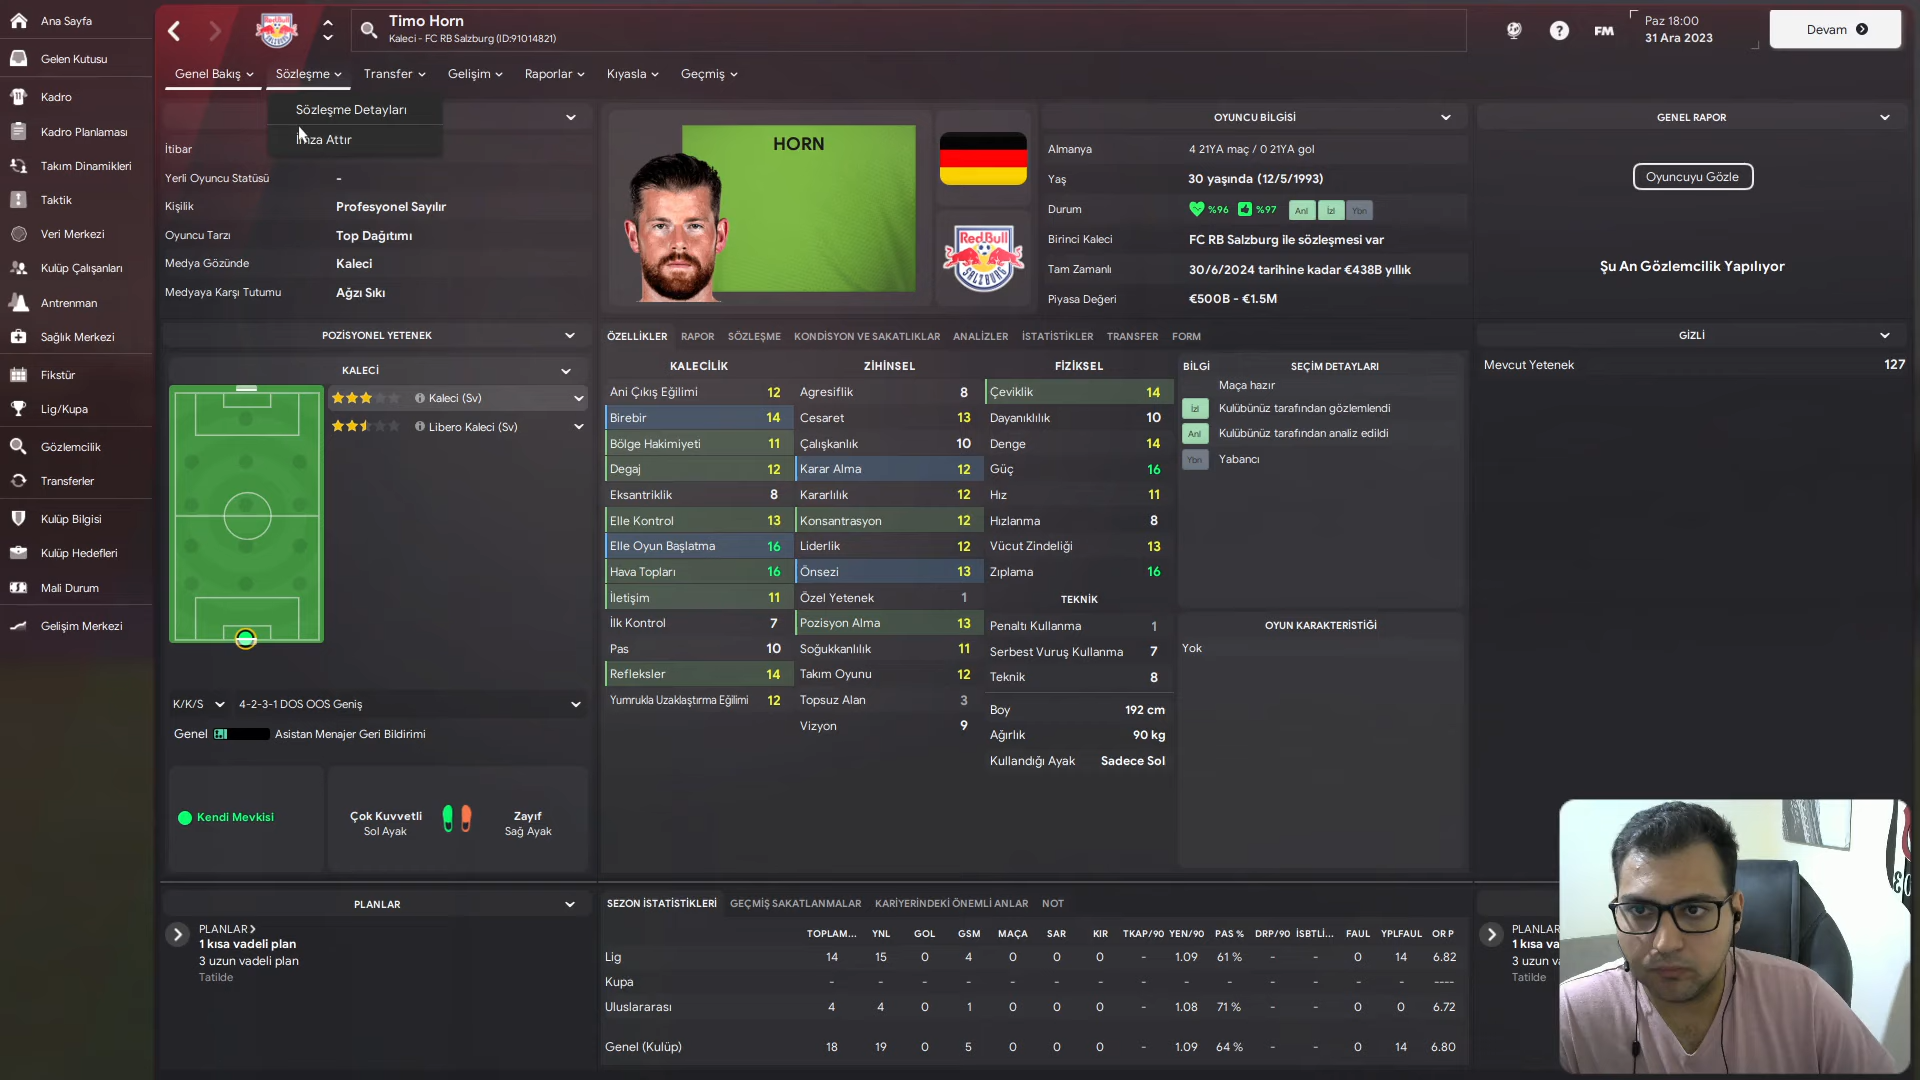 Ana Sayfa
Gelen Kutusu
Kadro
Kadro Planlaması
Takım Dinamikleri
Taktik
Veri Merkezi
Kulüp Çalışanları
Antrenman
Sağlık Merkezi
Fikstür
Lig/Kupa
Gözlemcilik
Transferler
Kulüp Bilgisi
Kulüp Hedefleri
Mali Durum
Gelişim Merkezi
Timo Horn
Kaleci - FC RB Salzburg (ID:91014821)
FM
Paz 18:00
31 Ara 2023
Devam
Genel Bakış
Sözleşme
Transfer
Gelişim
Raporlar
Kıyasla
Geçmiş
Sözleşme Detayları
İmza Attır
İtibar
Yerli Oyuncu Statüsü -
Kişilik Profesyonel Sayılır
Oyuncu Tarzı Top Dağıtımı
Medya Gözünde Kaleci
Medyaya Karşı Tutumu Ağzı Sıkı
HORN
RedBull
SALZBURG
OYUNCU BİLGİSİ
Almanya 4 21YA maç / 0 21YA gol
Yaş 30 yaşında (12/5/1993)
Durum %96 %97 Anl İzl Ybn
Birinci Kaleci FC RB Salzburg ile sözleşmesi var
Tam Zamanlı 30/6/2024 tarihine kadar €438B yıllık
Piyasa Değeri €500B - €1.5M
GENEL RAPOR
Oyuncuyu Gözle
Şu An Gözlemcilik Yapılıyor
GİZLİ
Mevcut Yetenek 127
POZİSYONEL YETENEK
KALECİ
Kaleci (Sv)
Libero Kaleci (Sv)
K/K/S 4-2-3-1 DOS OOS Geniş
Genel Asistan Menajer Geri Bildirimi
Kendi Mevkisi
Çok Kuvvetli
Sol Ayak
Zayıf
Sağ Ayak
ÖZELLİKLER RAPOR SÖZLEŞME KONDİSYON VE SAKATLIKLAR ANALİZLER İSTATİSTİKLER TRANSFER FORM
KALECİLİK
Ani Çıkış Eğilimi 12
Birebir 14
Bölge Hakimiyeti 11
Degaj 12
Eksantriklik 8
Elle Kontrol 13
Elle Oyun Başlatma 16
Hava Topları 16
İletişim 11
İlk Kontrol 7
Pas 10
Refleksler 14
Yumrukla Uzaklaştırma Eğilimi 12
ZİHİNSEL
Agresiflik 8
Cesaret 13
Çalışkanlık 10
Karar Alma 12
Kararlılık 12
Konsantrasyon 12
Liderlik 12
Önsezi 13
Özel Yetenek 1
Pozisyon Alma 13
Soğukkanlılık 11
Takım Oyunu 12
Topsuz Alan 3
Vizyon 9
FİZİKSEL
Çeviklik 14
Dayanıklılık 10
Denge 14
Güç 16
Hız 11
Hızlanma 8
Vücut Zindeliği 13
Zıplama 16
TEKNİK
Penaltı Kullanma 1
Serbest Vuruş Kullanma 7
Teknik 8
Boy 192 cm
Ağırlık 90 kg
Kullandığı Ayak Sadece Sol
BİLGİ SEÇİM DETAYLARI
Maça hazır
İzl Kulübünüz tarafından gözlemlendi
Anl Kulübünüz tarafından analiz edildi
Ybn Yabancı
OYUN KARAKTERİSTİĞİ
Yok
PLANLAR
PLANLAR
1 kısa vadeli plan
3 uzun vadeli plan
Tatilde
SEZON İSTATİSTİKLERİ GEÇMİŞ SAKATLANMALAR KARİYERİNDEKİ ÖNEMLİ ANLAR NOT
TOPLAM... YNL GOL GSM MAÇA SAR KIR TKAP/90 YEN/90 PAS % DRP/90 İSBTLİ... FAUL YPLFAUL OR P
Lig 14 15 0 4 0 0 0 - 1.09 61 % - - 0 14 6.82
Kupa - - - - - - - - - - - - - - ----
Uluslararası 4 4 0 1 0 0 0 - 1.08 71 % - - 0 0 6.72
Genel (Kulüp) 18 19 0 5 0 0 0 - 1.09 64 % - - 0 14 6.80
PLANLAR
1 kısa va
3 uzun v
Tatilde